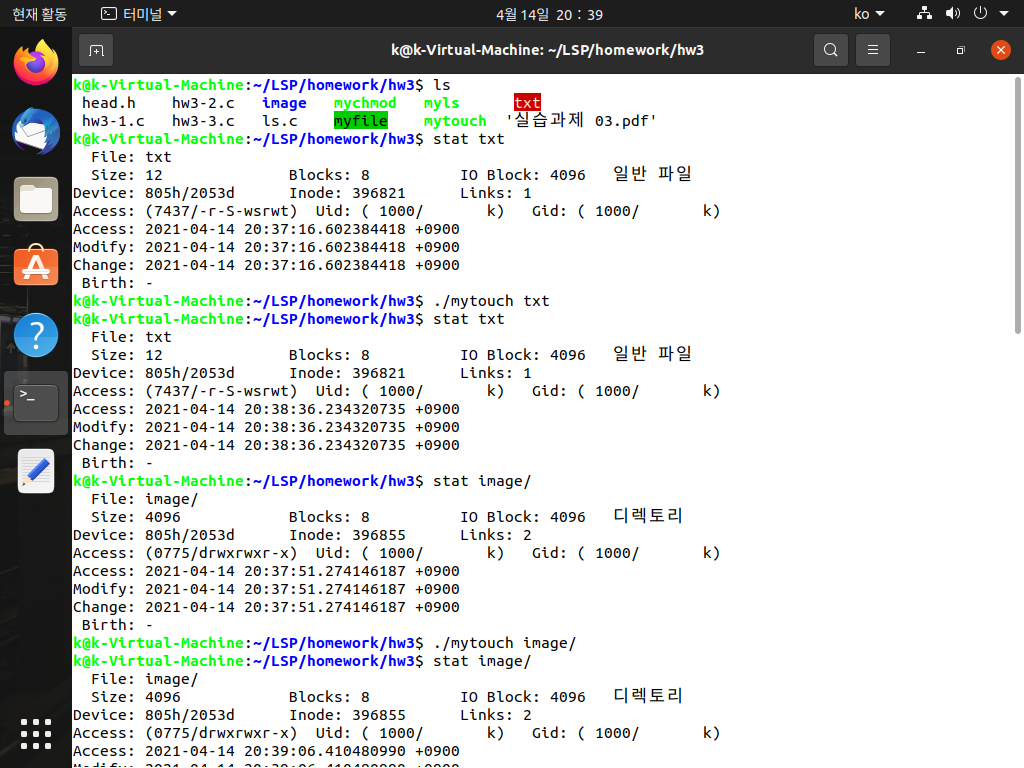 현재 활동 터미널 4월 14일 20 : 39 ko
k@k-Virtual-Machine: ~/LSP/homework/hw3
k@k-Virtual-Machine:~/LSP/homework/hw3$ ls
head.h hw3-2.c image mychmod myls txt
hw3-1.c hw3-3.c ls.c myfile mytouch '실습과제 03.pdf'
k@k-Virtual-Machine:~/LSP/homework/hw3$ stat txt
File: txt
Size: 12 Blocks: 8 IO Block: 4096 일반 파일
Device: 805h/2053d Inode: 396821 Links: 1
Access: (7437/-r-S-wsrwt) Uid: ( 1000/ k) Gid: ( 1000/ k)
Access: 2021-04-14 20:37:16.602384418 +0900
Modify: 2021-04-14 20:37:16.602384418 +0900
Change: 2021-04-14 20:37:16.602384418 +0900
Birth: -
k@k-Virtual-Machine:~/LSP/homework/hw3$ ./mytouch txt
k@k-Virtual-Machine:~/LSP/homework/hw3$ stat txt
File: txt
Size: 12 Blocks: 8 IO Block: 4096 일반 파일
Device: 805h/2053d Inode: 396821 Links: 1
Access: (7437/-r-S-wsrwt) Uid: ( 1000/ k) Gid: ( 1000/ k)
Access: 2021-04-14 20:38:36.234320735 +0900
Modify: 2021-04-14 20:38:36.234320735 +0900
Change: 2021-04-14 20:38:36.234320735 +0900
Birth: -
k@k-Virtual-Machine:~/LSP/homework/hw3$ stat image/
File: image/
Size: 4096 Blocks: 8 IO Block: 4096 디렉토리
Device: 805h/2053d Inode: 396855 Links: 2
Access: (0775/drwxrwxr-x) Uid: ( 1000/ k) Gid: ( 1000/ k)
Access: 2021-04-14 20:37:51.274146187 +0900
Modify: 2021-04-14 20:37:51.274146187 +0900
Change: 2021-04-14 20:37:51.274146187 +0900
Birth: -
k@k-Virtual-Machine:~/LSP/homework/hw3$ ./mytouch image/
k@k-Virtual-Machine:~/LSP/homework/hw3$ stat image/
File: image/
Size: 4096 Blocks: 8 IO Block: 4096 디렉토리
Device: 805h/2053d Inode: 396855 Links: 2
Access: (0775/drwxrwxr-x) Uid: ( 1000/ k) Gid: ( 1000/ k)
Access: 2021-04-14 20:39:06.410480990 +0900